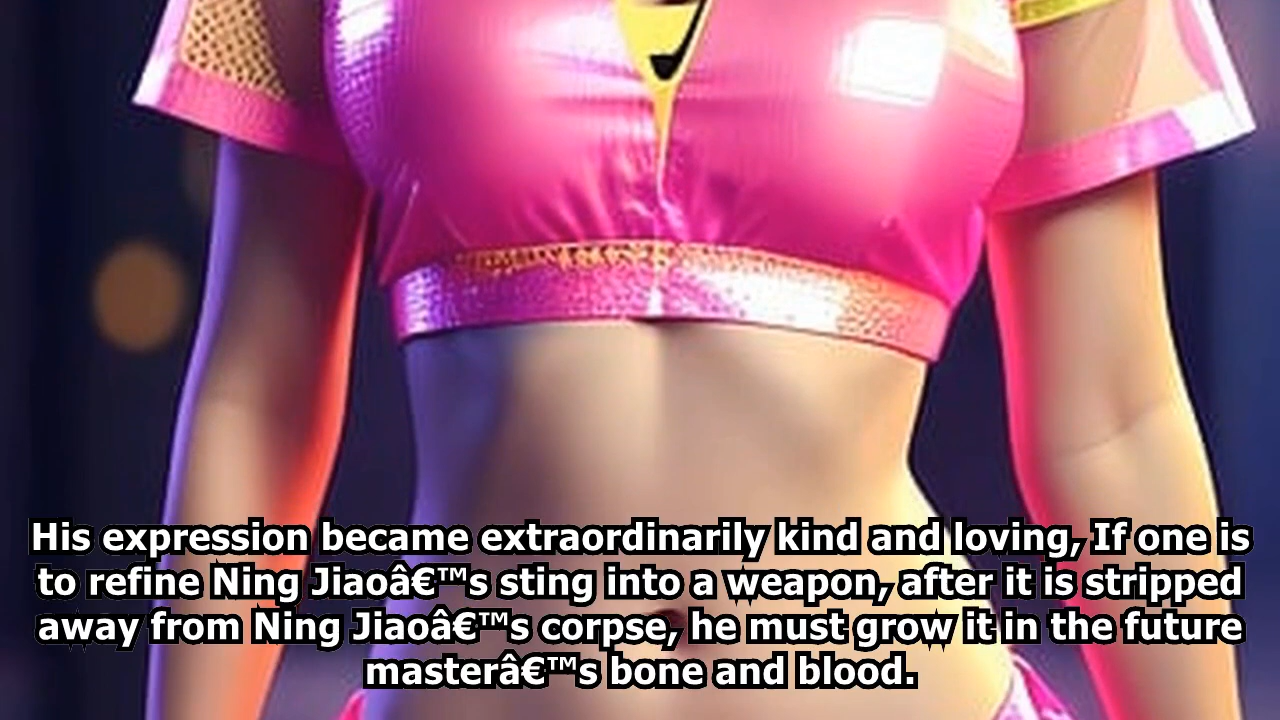 His expression became extraordinarily kind and loving, If one is
to refine Ning Jiaoâ€™s sting into a weapon, after it is stripped
away from Ning Jiaoâ€™s corpse, he must grow it in the future
masterâ€™s bone and blood.